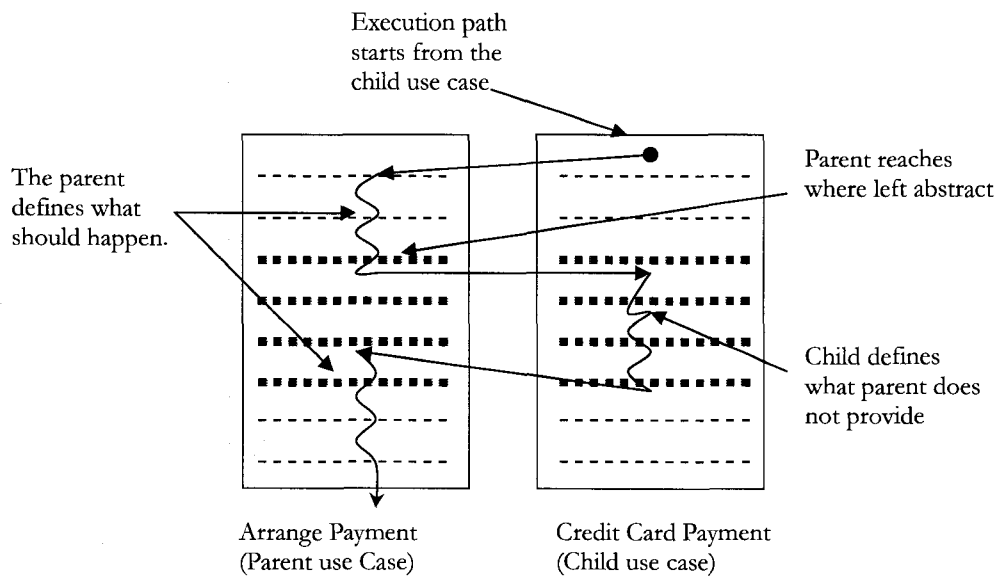 Execution path
starts from the
child use case
The parent
defines what
should happen.
Parent reaches
where left abstract
Child defines
what parent does
not provide
Arrange Payment
(Parent use Case)
Credit Card Payment
(Child use case)